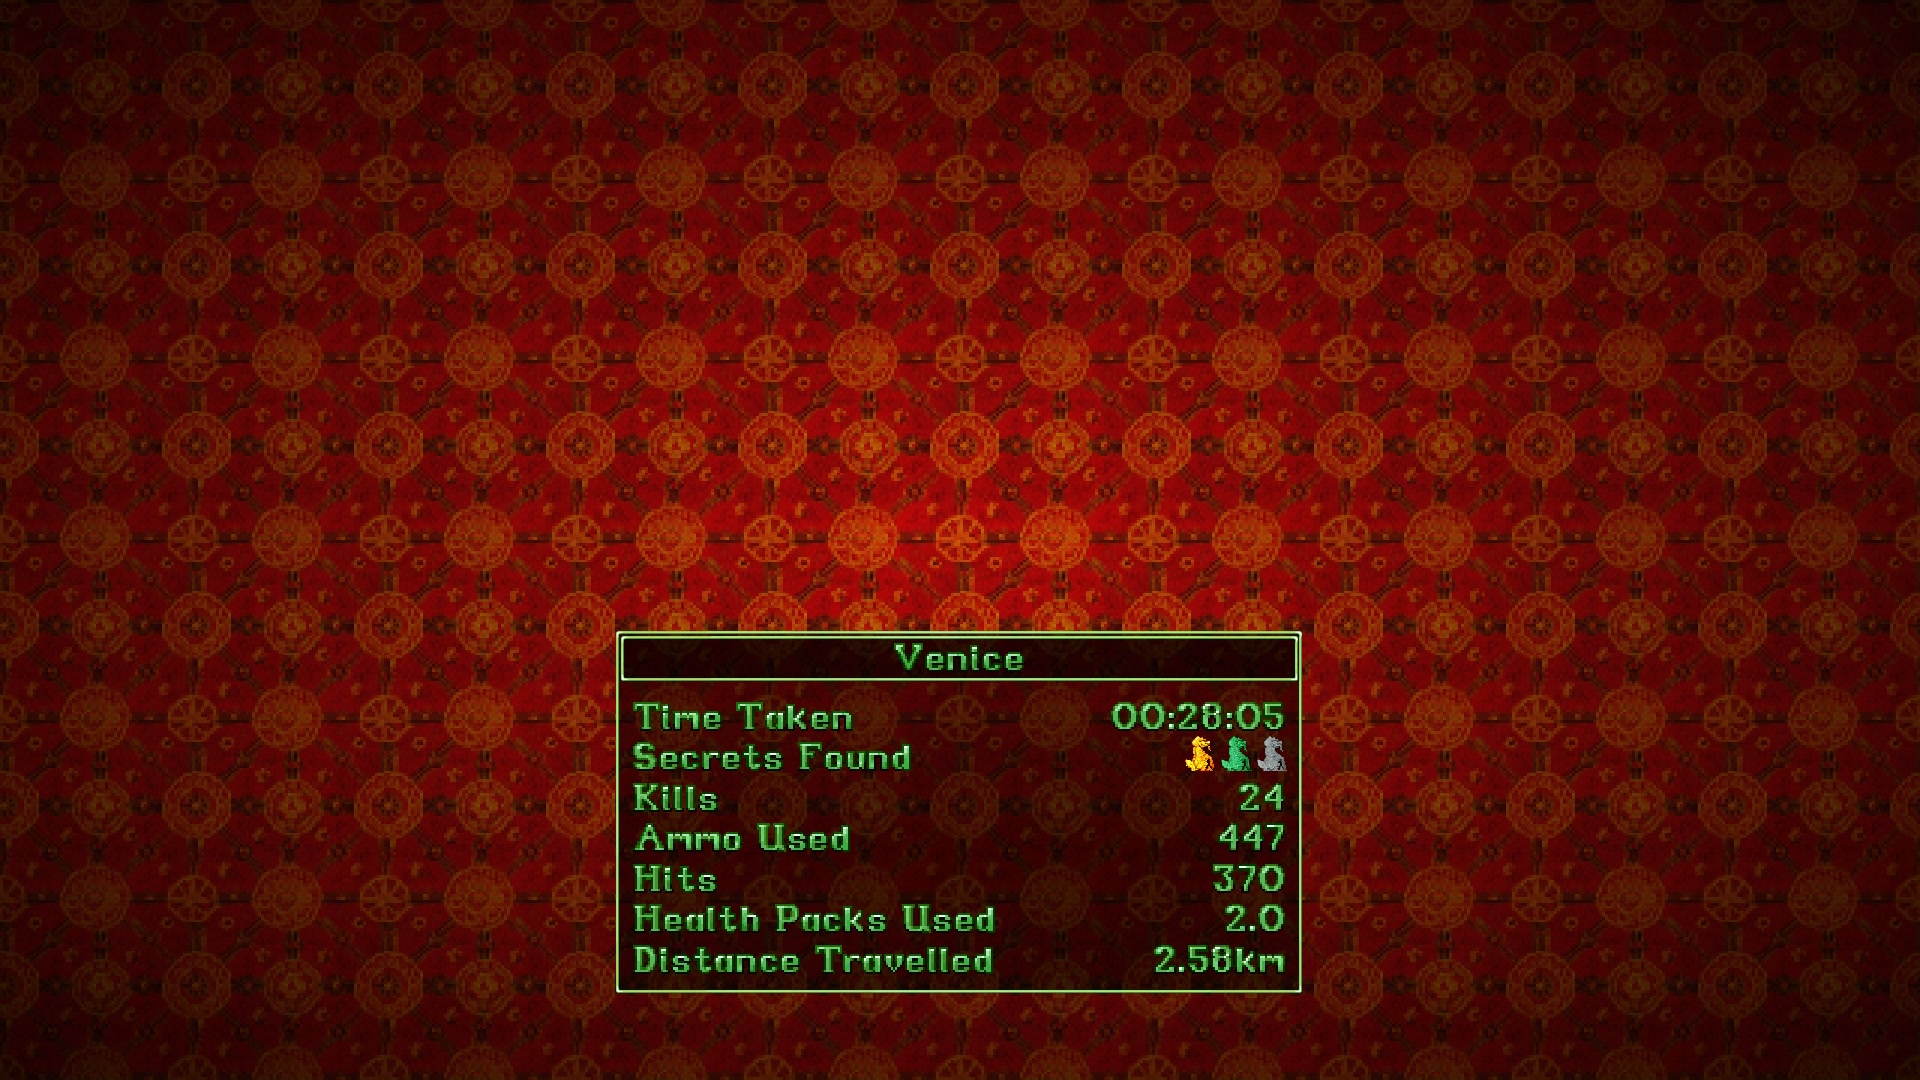 Venice
Time Taken 00:28:05
Secrets Found
Kills 24
Ammo Used 447
Hits 370
Health Packs Used 2.0
Distance Travelled 2.58km